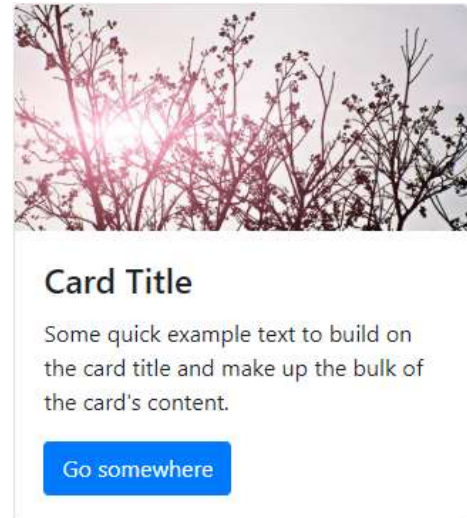 Card Title
Some quick example text to build on
the card title and make up the bulk of
the card's content.
Go somewhere